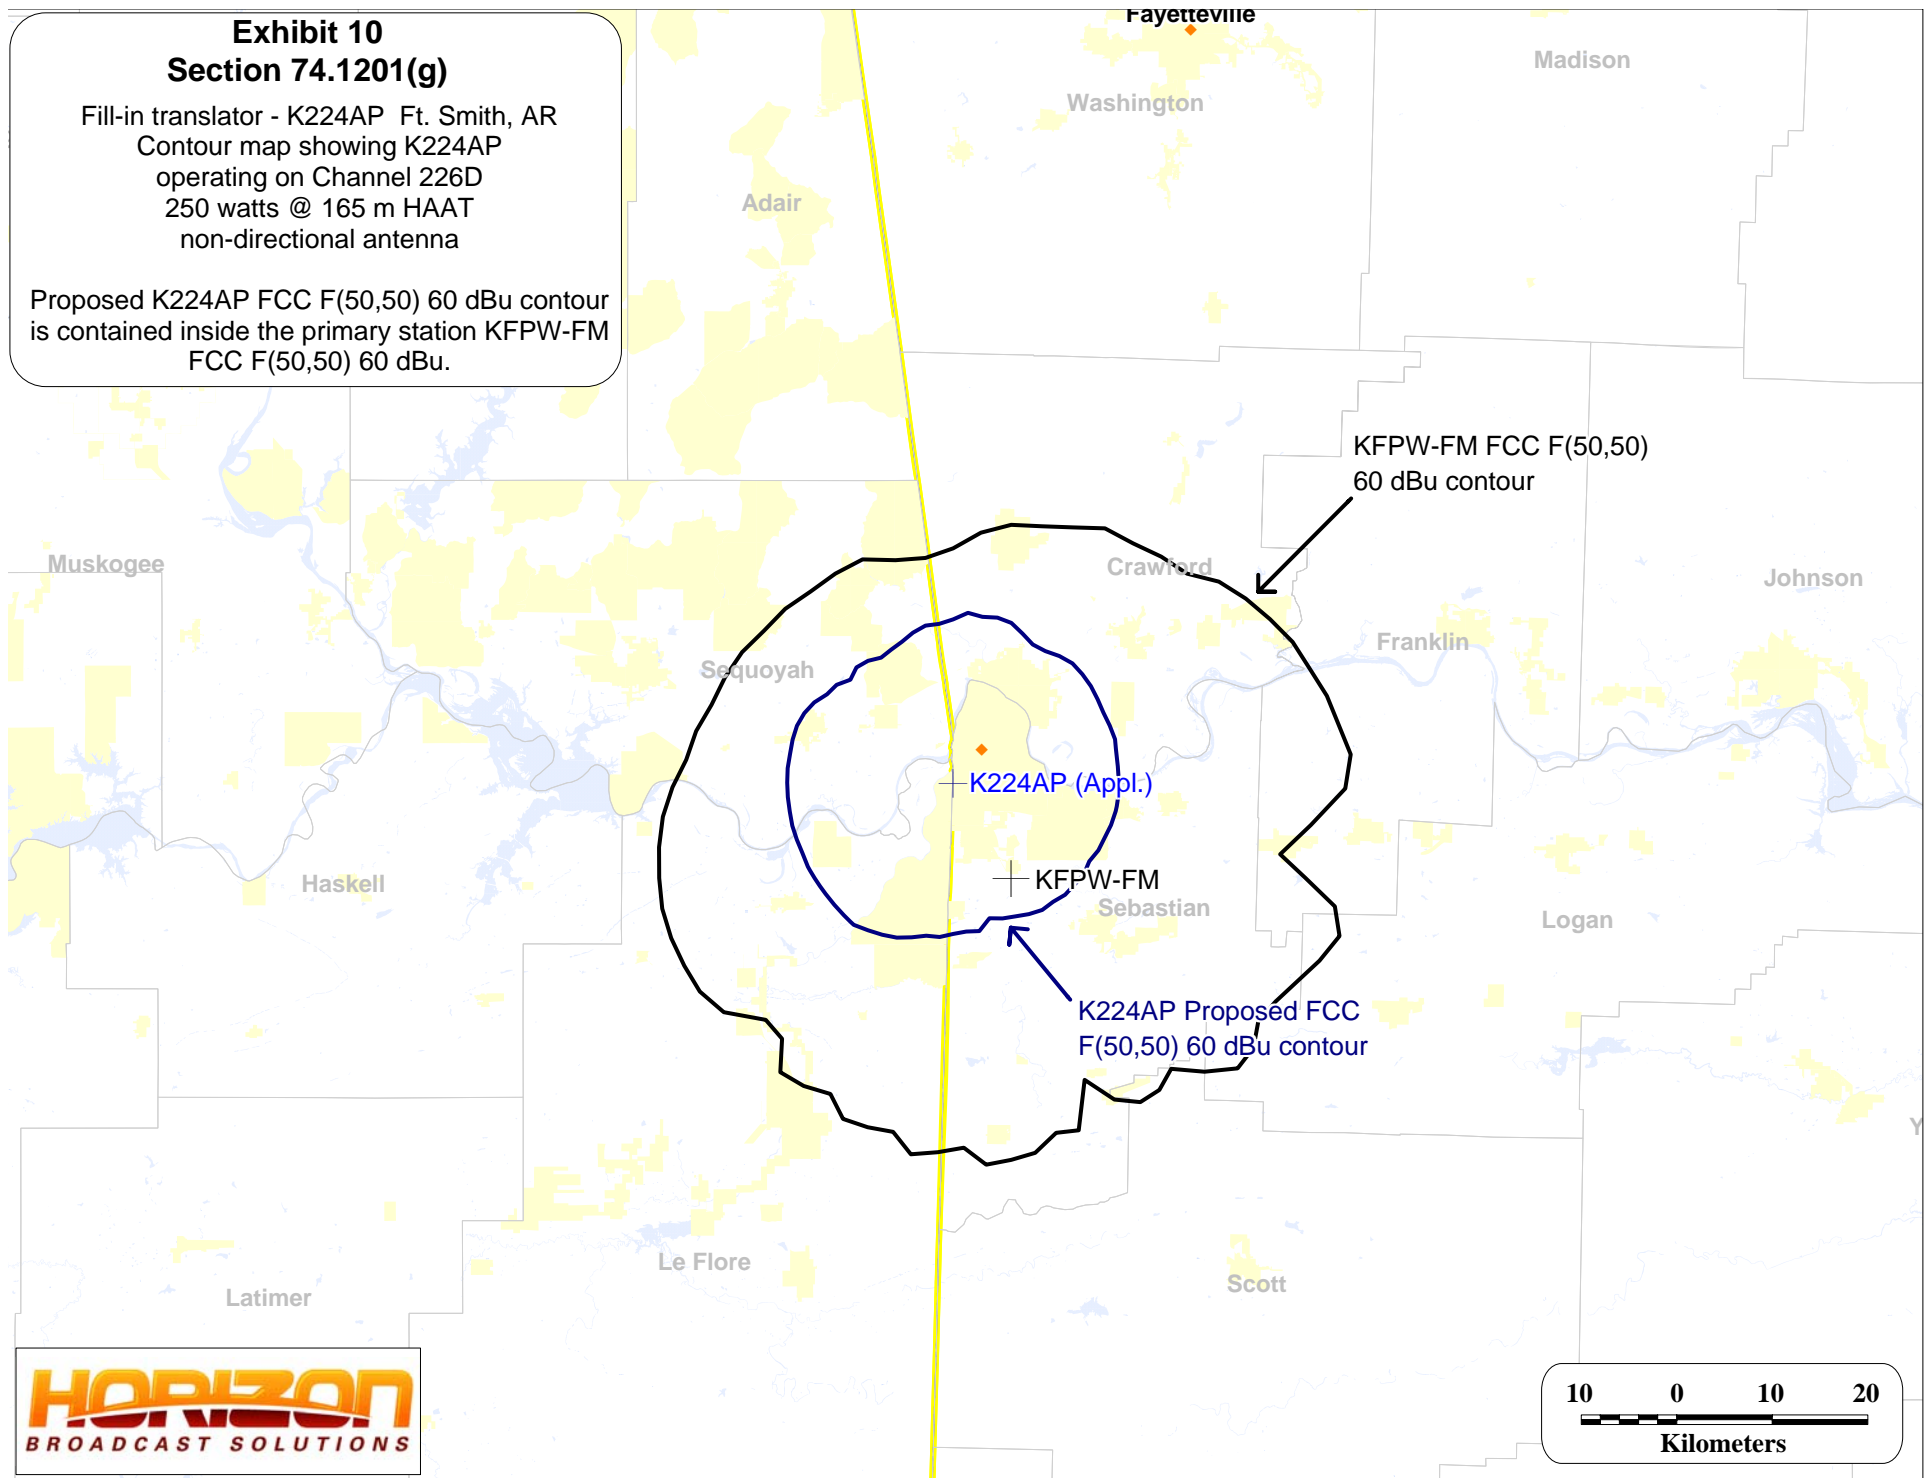 Exhibit 10
Section 74.1201(g)
Fill-in translator - K224AP Ft. Smith, AR
Contour map showing K224AP
operating on Channel 226D
250 watts @ 165 m HAAT
non-directional antenna
Proposed K224AP FCC F(50,50) 60 dBu contour
is contained inside the primary station KFPW-FM
FCC F(50,50) 60 dBu.
Fayetteville
Madison
Washington
Adair
KFPW-FM FCC F(50,50)
60 dBu contour
Muskogee
Crawford
Johnson
Franklin
Sequoyah
K224AP (Appl.)
Haskell
KFPW-FM
Sebastian
Logan
K224AP Proposed FCC
F(50,50) 60 dBu contour
Y
Le Flore
Scott
Latimer
HORIZON
BROADCAST SOLUTIONS
10 0 10 20
Kilometers